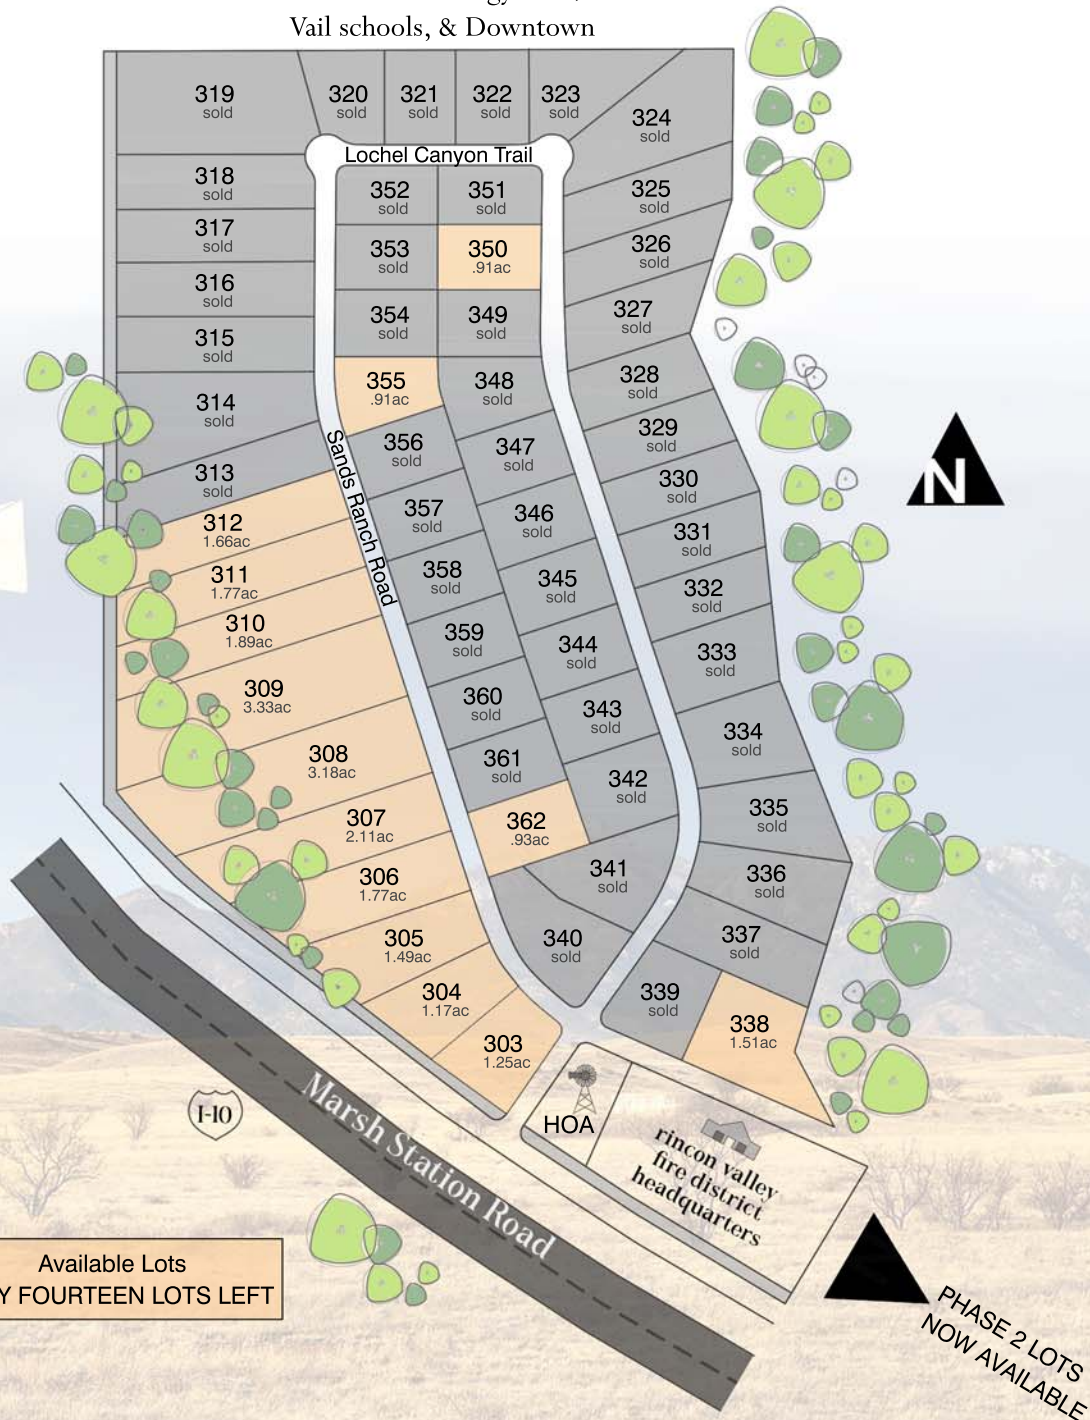 Vail schools, & Downtown
319
sold
320
sold
321
sold
322
sold
323
sold
324
sold
Lochel Canyon Trail
318
sold
352
sold
351
sold
325
sold
317
sold
353
sold
350
.91ac
326
sold
316
sold
354
sold
349
sold
327
sold
315
sold
355
.91ac
348
sold
328
sold
314
sold
356
sold
347
sold
329
sold
313
sold
Sands Ranch Road
357
sold
346
sold
330
sold
N
312
1.66ac
331
sold
311
1.77ac
358
sold
345
sold
332
sold
310
1.89ac
359
sold
344
sold
333
sold
309
3.33ac
360
sold
343
sold
334
sold
308
3.18ac
361
sold
342
sold
335
sold
307
2.11ac
362
.93ac
306
1.77ac
341
sold
336
sold
305
1.49ac
340
sold
337
sold
304
1.17ac
339
sold
338
1.51ac
303
1.25ac
HOA
I-10
Marsh Station Road
rincon valley
fire district
headquarters
Available Lots
Y FOURTEEN LOTS LEFT
PHASE 2 LOTS
NOW AVAILABLE